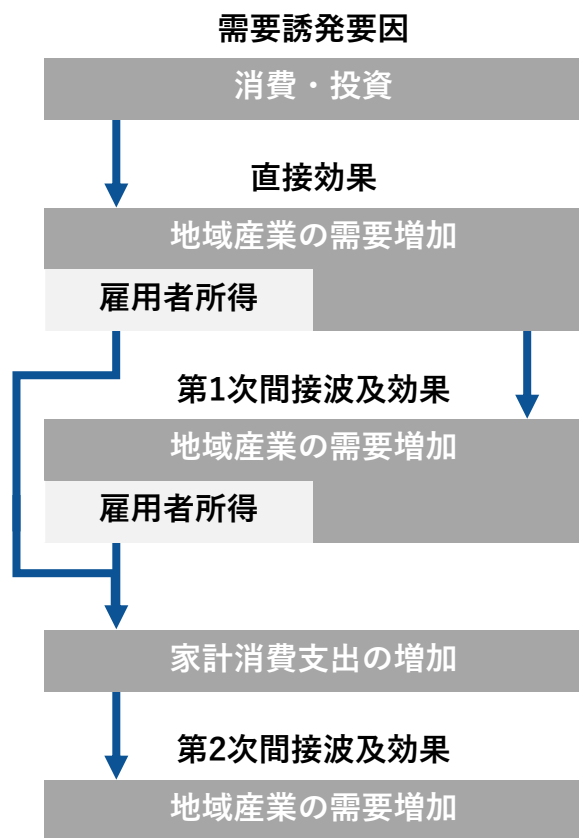 需要誘発要因
消費・投資
直接効果
地域産業の需要増加
雇用者所得
第1次間接波及効果
地域産業の需要増加
雇用者所得
家計消費支出の増加
第2次間接波及効果
地域産業の需要増加